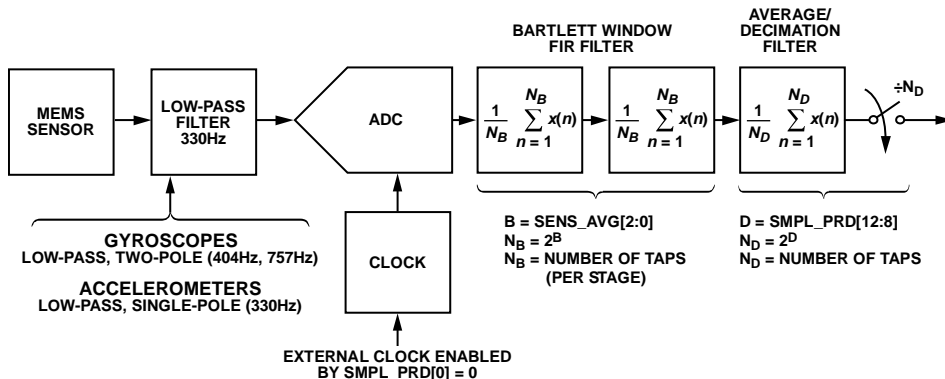 BARTLETT WINDOW
FIR FILTER
AVERAGE/
DECIMATION
FILTER
MEMS
SENSOR
LOW-PASS
FILTER
330Hz
ADC
1/N_B N_B ∑ n = 1 x(n)
1/N_B N_B ∑ n = 1 x(n)
1/N_D N_D ∑ n = 1 x(n)
÷N_D
GYROSCOPES
LOW-PASS, TWO-POLE (404Hz, 757Hz)
ACCELEROMETERS
LOW-PASS, SINGLE-POLE (330Hz)
CLOCK
EXTERNAL CLOCK ENABLED
BY SMPL_PRD[0] = 0
B = SENS_AVG[2:0]
N_B = 2^B
N_B = NUMBER OF TAPS
(PER STAGE)
D = SMPL_PRD[12:8]
N_D = 2^D
N_D = NUMBER OF TAPS